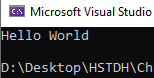 Microsoft Visual Studio
Hello World
D:\Desktop\HSTDH\Ch